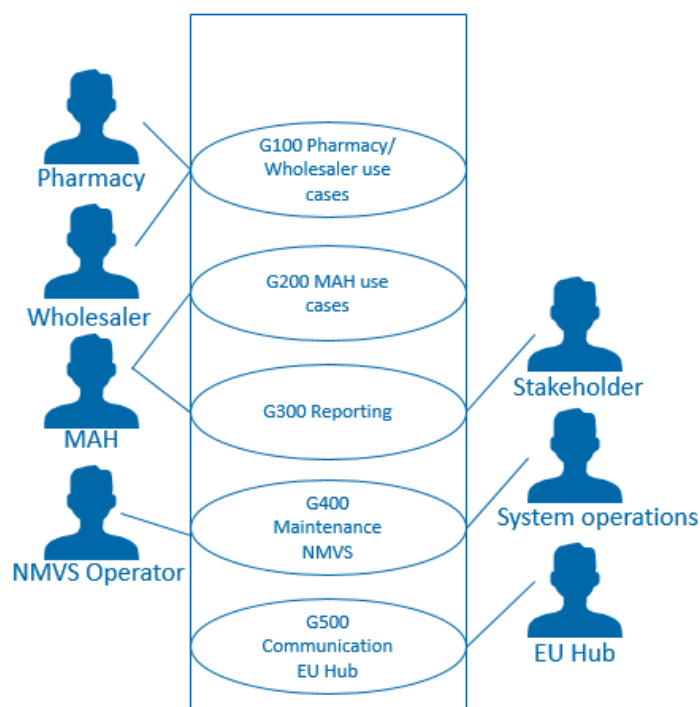 G100 Pharmacy/
Wholesaler use
cases
Pharmacy
G200 MAH use
cases
Wholesaler
Stakeholder
G300 Reporting
MAH
G400
Maintenance
NMVS
System operations
NMVS Operator
G500
Communication
EU Hub
EU Hub